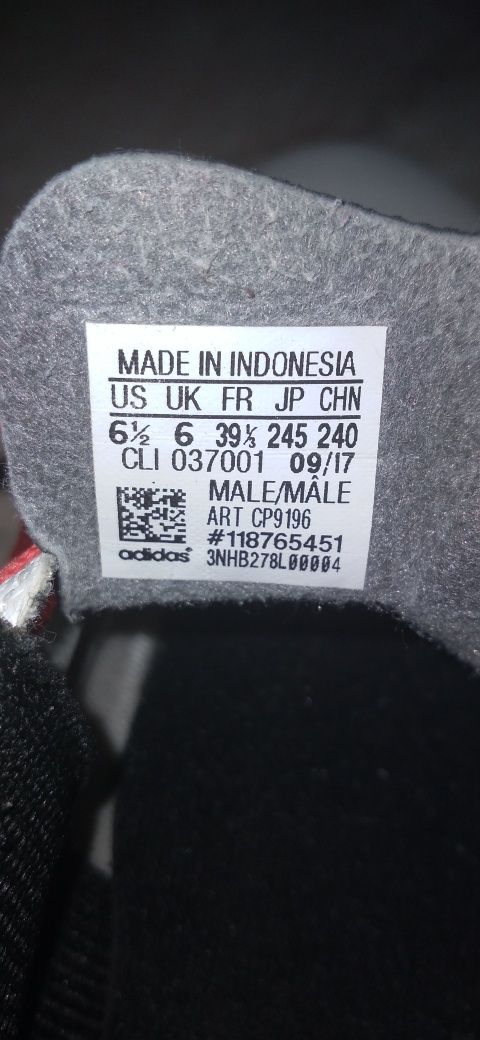 MADE IN INDONESIA
US UK FR JP CHN
6½ 6 39⅓ 245 240
CLI 037001 09/17
MALE/MÂLE
ART CP9196
#118765451
adidas 3NHB278L00004